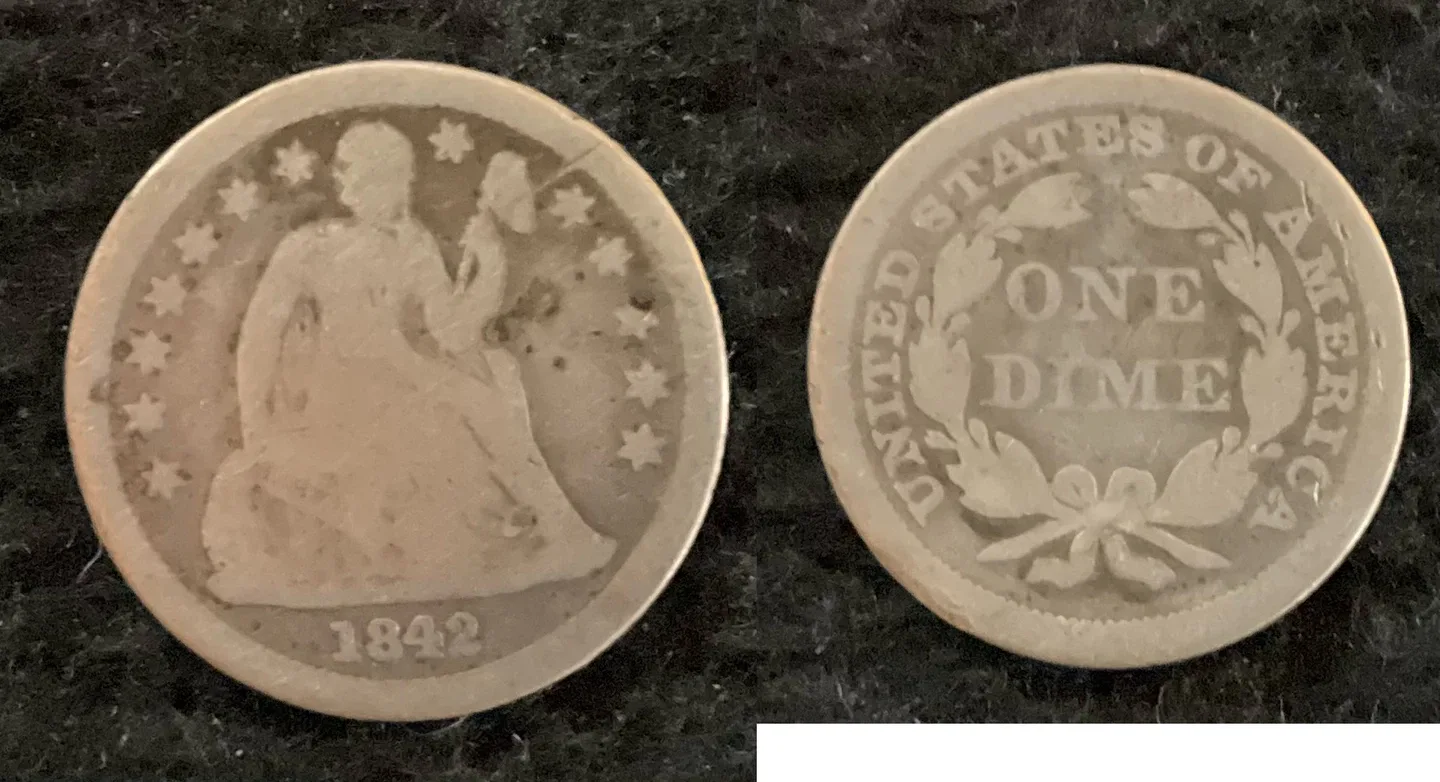 1842
UNITED STATES OF AMERICA
ONE
DIME